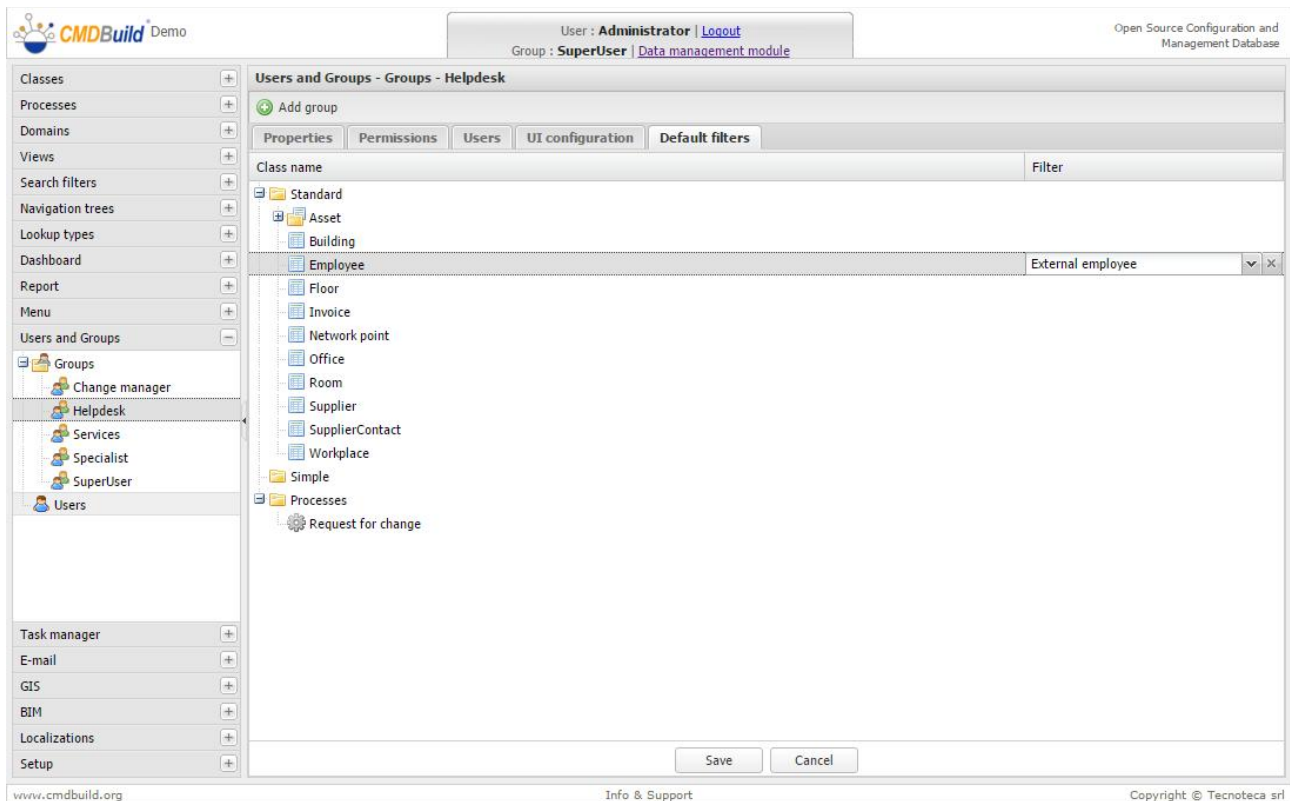 CMDBuild Demo
User : Administrator | Logout
Group : SuperUser | Data management module
Open Source Configuration and
Management Database
Classes
Processes
Domains
Views
Search filters
Navigation trees
Lookup types
Dashboard
Report
Menu
Users and Groups
Groups
Change manager
Helpdesk
Services
Specialist
SuperUser
Users
Task manager
E-mail
GIS
BIM
Localizations
Setup
Users and Groups - Groups - Helpdesk
Add group
Properties Permissions Users UI configuration Default filters
Class name Filter
Standard
Asset
Building
Employee External employee
Floor
Invoice
Network point
Office
Room
Supplier
SupplierContact
Workplace
Simple
Processes
Request for change
Save Cancel
www.cmdbuild.org Info & Support Copyright © Tecnoteca srl